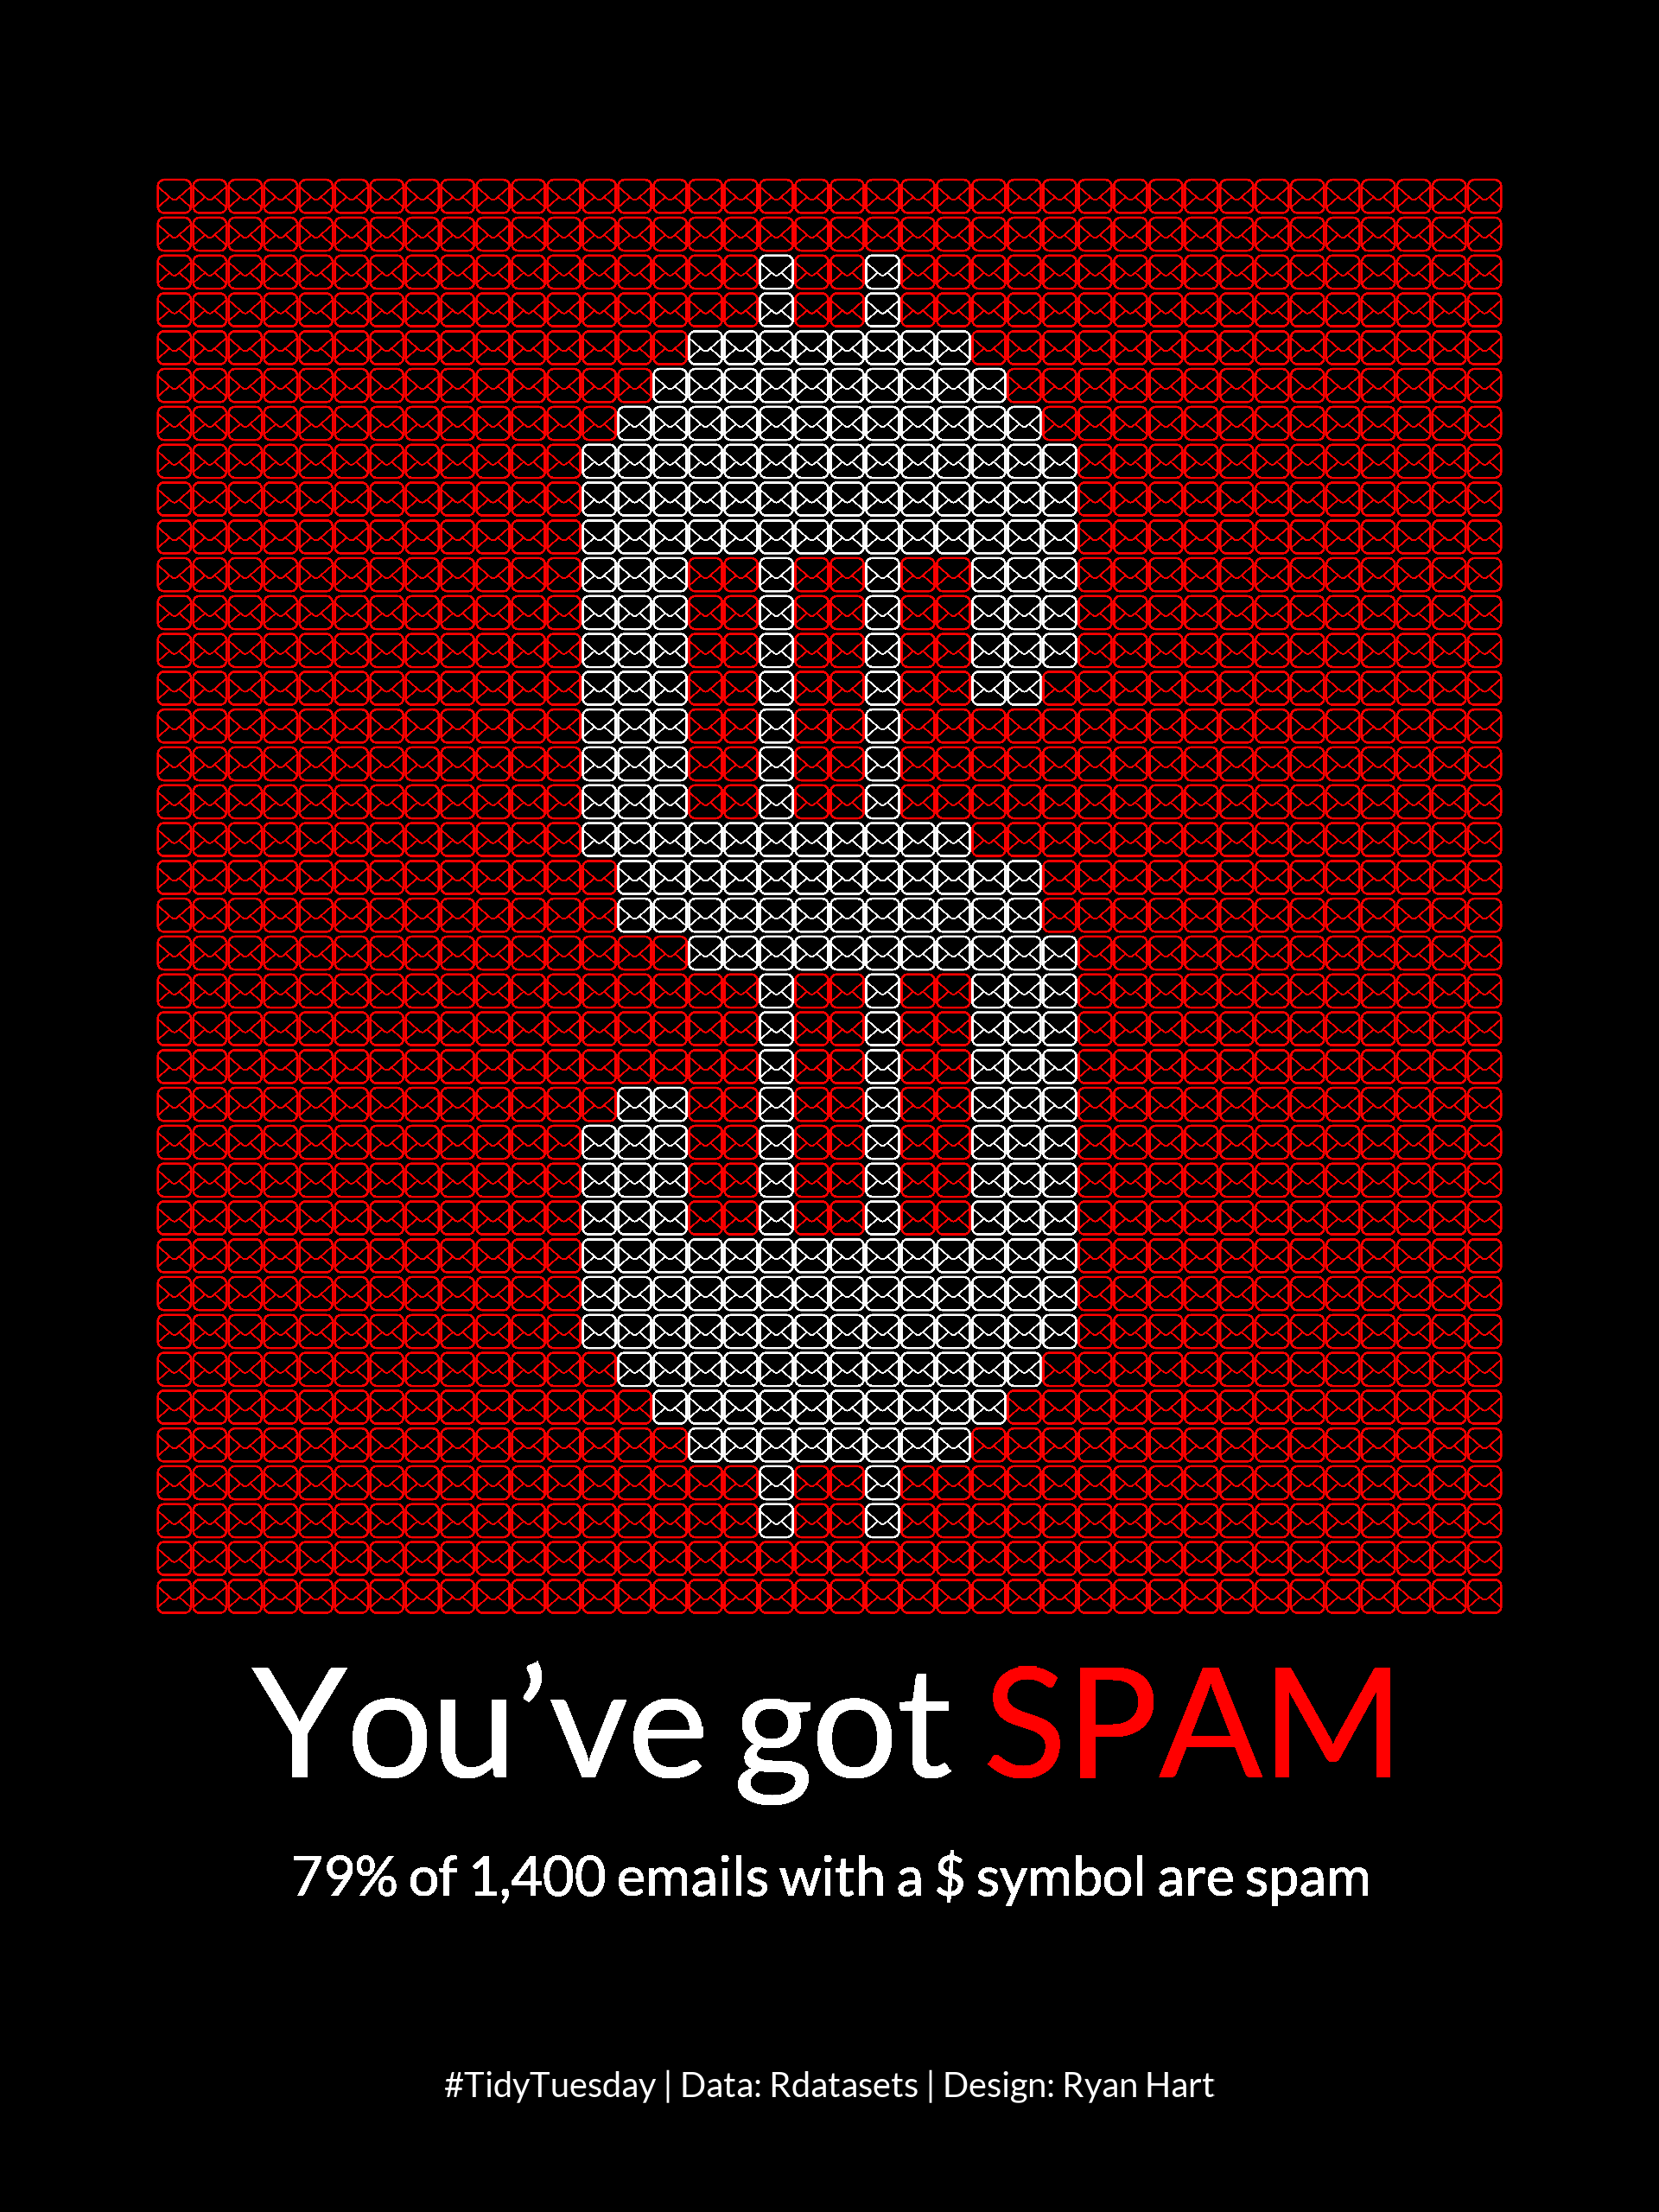 You’ve got SPAM
79% of 1,400 emails with a $ symbol are spam
#TidyTuesday | Data: Rdatasets | Design: Ryan Hart